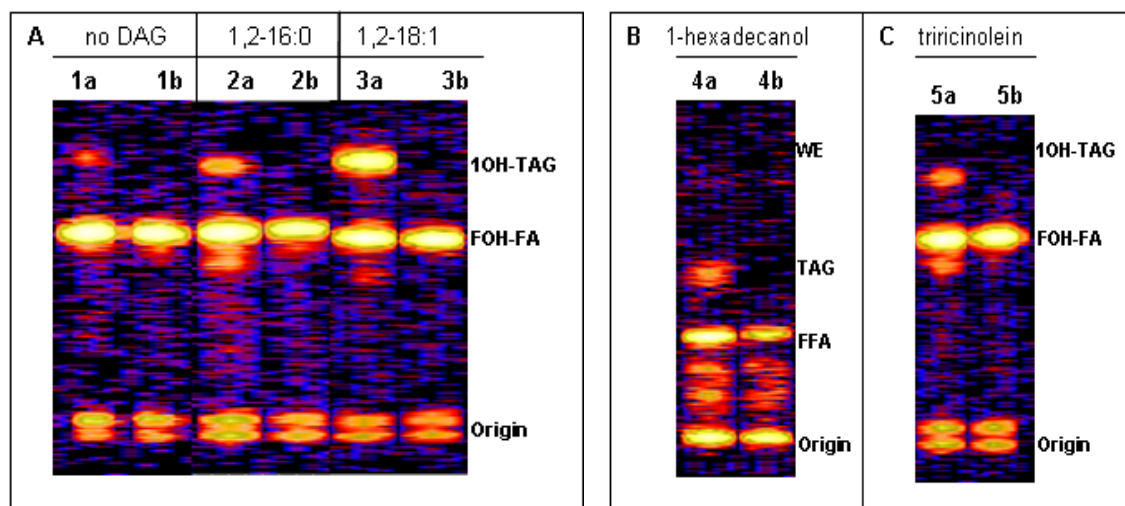 A no DAG 1,2-16:0 1,2-18:1
1a 1b 2a 2b 3a 3b
1OH-TAG
FOH-FA
Origin
B 1-hexadecanol
4a 4b
WE
TAG
FFA
Origin
C triricinolein
5a 5b
1OH-TAG
FOH-FA
Origin